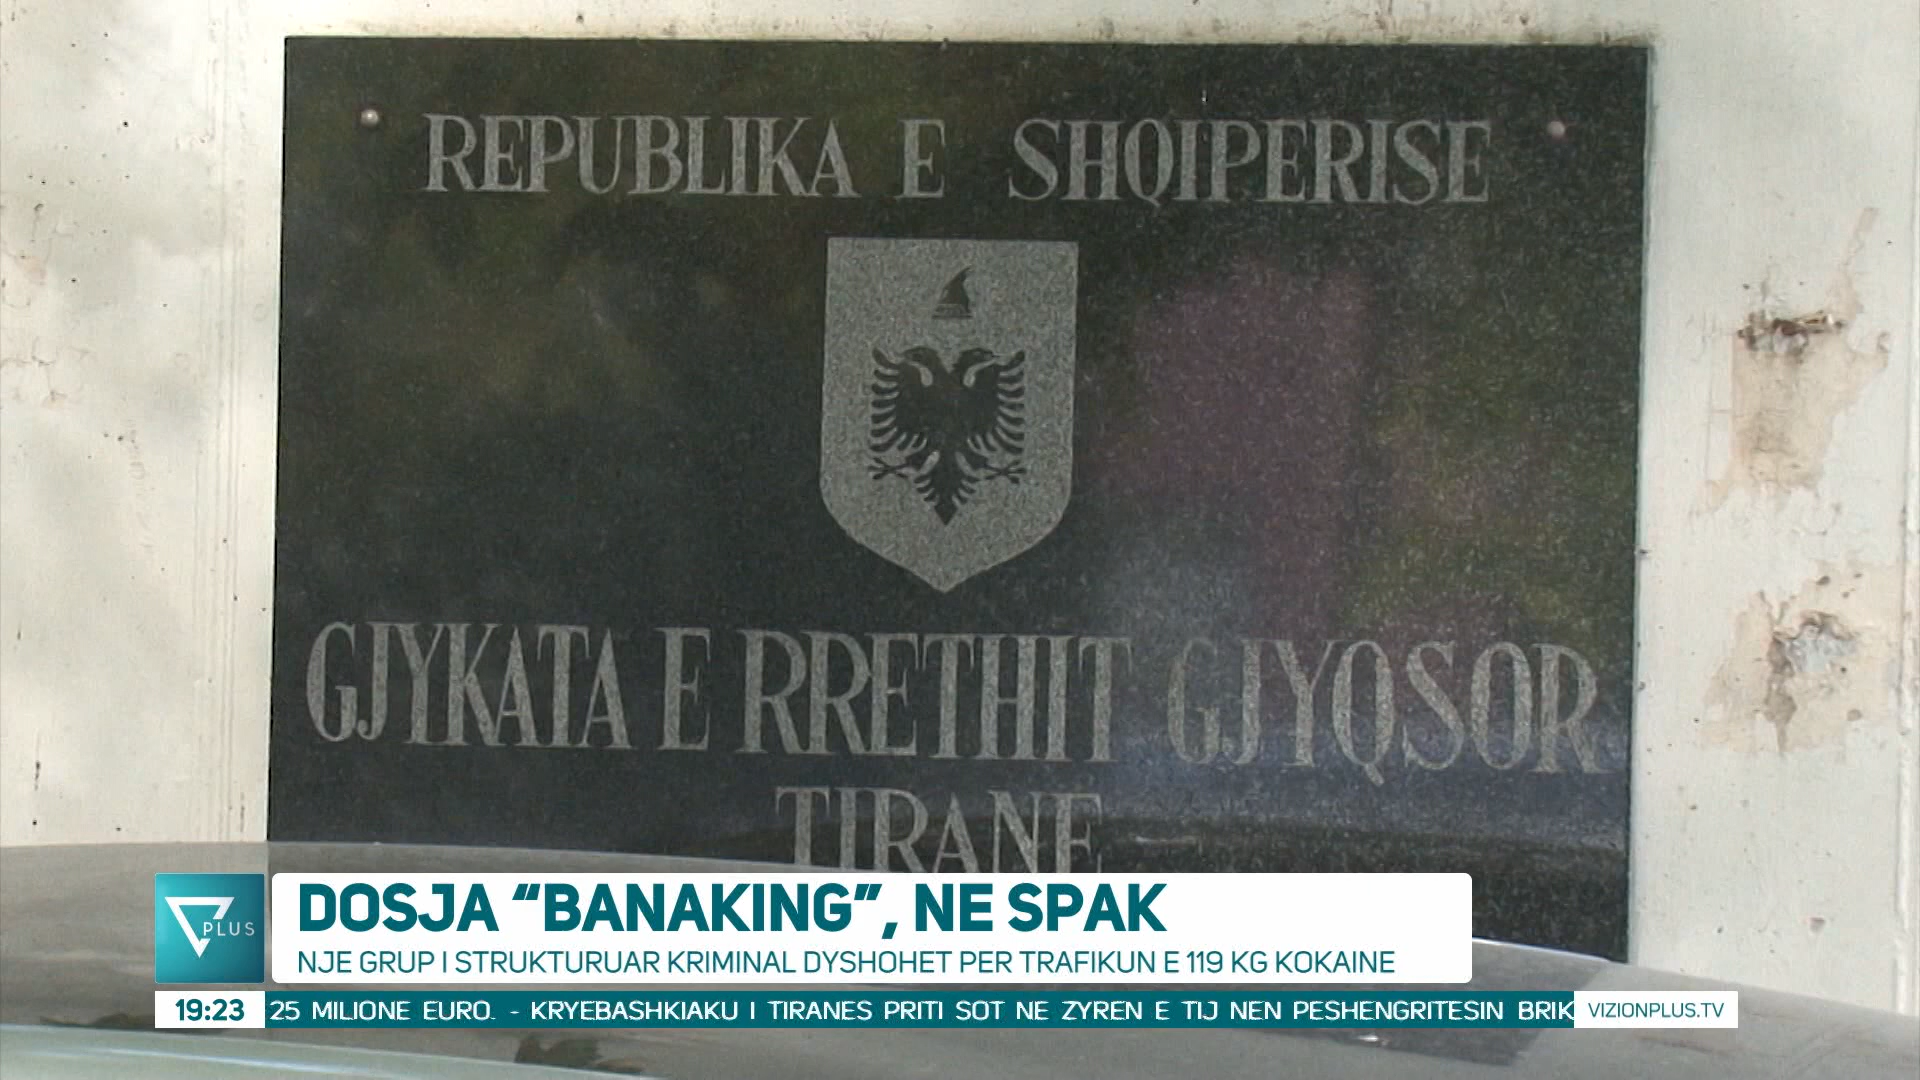 REPUBLIKA E SHQIPERISE
GJYKATA E RRETHIT GJYQSOR
TIRANE
PLUS
DOSJA “BANAKING”, NE SPAK
NJE GRUP I STRUKTURUAR KRIMINAL DYSHOHET PER TRAFIKUN E 119 KG KOKAINE
19:23
25 MILIONE EURO. - KRYEBASHKIAKU I TIRANES PRITI SOT NE ZYREN E TIJ NEN PESHENGRITESIN BRIK
VIZIONPLUS.TV